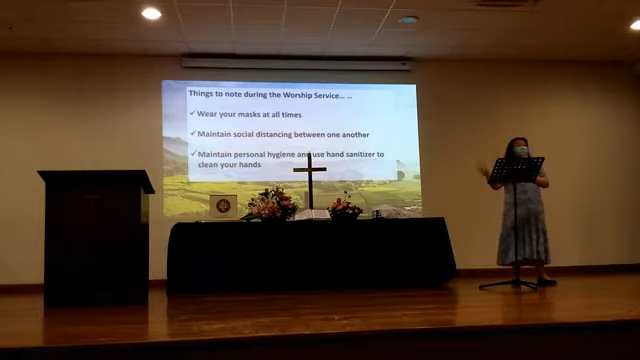 Things to note during the Worship Service... ...
✓ Wear your masks at all times
✓ Maintain social distancing between one another
✓ Maintain personal hygiene and use hand sanitizer to
clean your hands